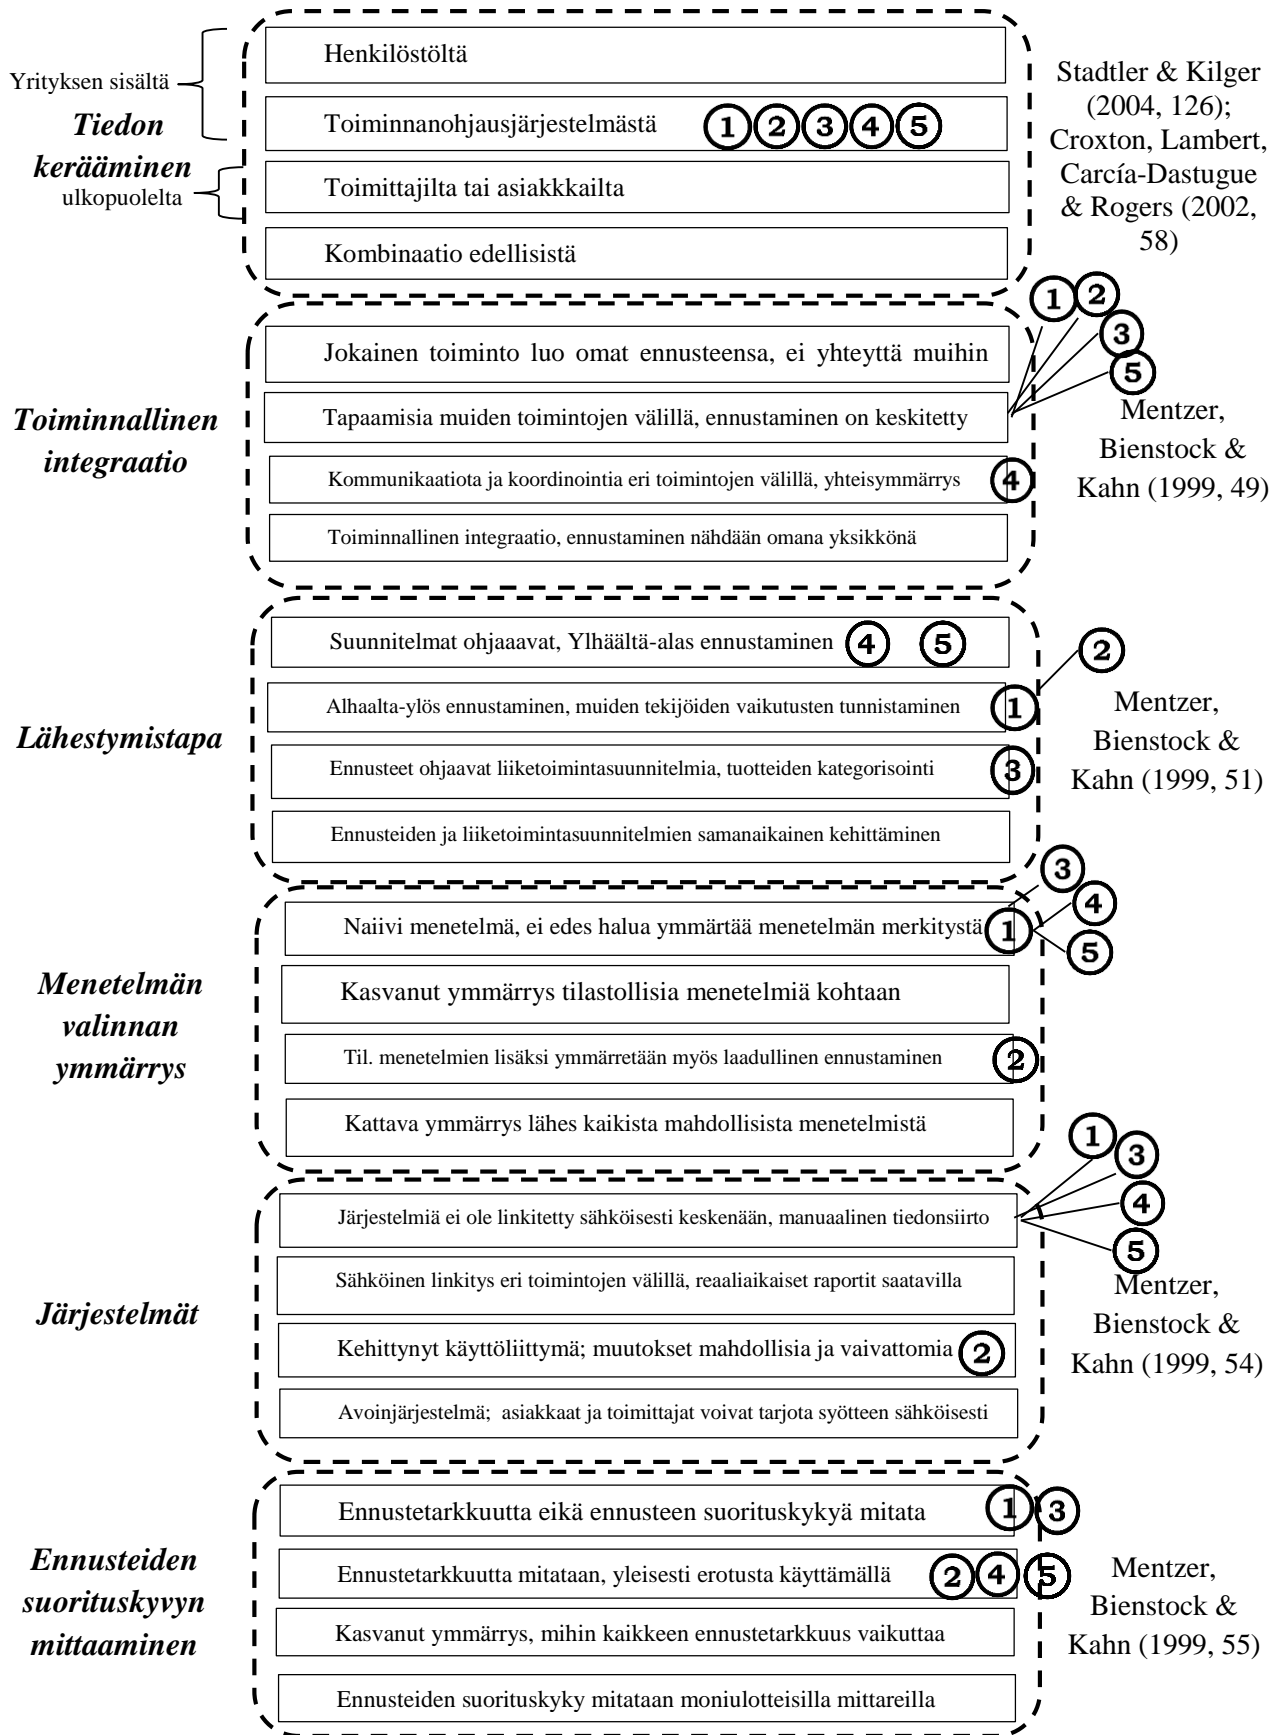 Henkilöstöltä
Yrityksen sisältä
Tiedon
kerääminen
ulkopuolelta
Toiminnanohjausjärjestelmästä 1 2 3 4 5
Toimittajilta tai asiakkkailta
Kombinaatio edellisistä
Stadtler & Kilger
(2004, 126);
Croxton, Lambert,
Carcía-Dastugue
& Rogers (2002,
58)
Toiminnallinen
integraatio
Jokainen toiminto luo omat ennusteensa, ei yhteyttä muihin
Tapaamisia muiden toimintojen välillä, ennustaminen on keskitetty
1 2
3
5
Kommunikaatiota ja koordinointia eri toimintojen välillä, yhteisymmärrys 4
Toiminnallinen integraatio, ennustaminen nähdään omana yksikkönä
Mentzer,
Bienstock &
Kahn (1999, 49)
Lähestymistapa
Suunnitelmat ohjaaavat, Ylhäältä-alas ennustaminen 4 5
2
Alhaalta-ylös ennustaminen, muiden tekijöiden vaikutusten tunnistaminen 1
Ennusteet ohjaavat liiketoimintasuunnitelmia, tuotteiden kategorisointi 3
Ennusteiden ja liiketoimintasuunnitelmien samanaikainen kehittäminen
Mentzer,
Bienstock &
Kahn (1999, 51)
Menetelmän
valinnan
ymmärrys
3
Naiivi menetelmä, ei edes halua ymmärtää menetelmän merkitystä 1
4
5
Kasvanut ymmärrys tilastollisia menetelmiä kohtaan
Til. menetelmien lisäksi ymmärretään myös laadullinen ennustaminen 2
Kattava ymmärrys lähes kaikista mahdollisista menetelmistä
Järjestelmät
Järjestelmiä ei ole linkitetty sähköisesti keskenään, manuaalinen tiedonsiirto
1
3
4
5
Sähköinen linkitys eri toimintojen välillä, reaaliaikaiset raportit saatavilla
Kehittynyt käyttöliittymä; muutokset mahdollisia ja vaivattomia 2
Avoinjärjestelmä; asiakkaat ja toimittajat voivat tarjota syötteen sähköisesti
Mentzer,
Bienstock &
Kahn (1999, 54)
Ennusteiden
suorituskyvyn
mittaaminen
Ennustetarkkuutta eikä ennusteen suorituskykyä mitata 1 3
Ennustetarkkuutta mitataan, yleisesti erotusta käyttämällä 2 4 5
Kasvanut ymmärrys, mihin kaikkeen ennustetarkkuus vaikuttaa
Ennusteiden suorituskyky mitataan moniulotteisilla mittareilla
Mentzer,
Bienstock &
Kahn (1999, 55)